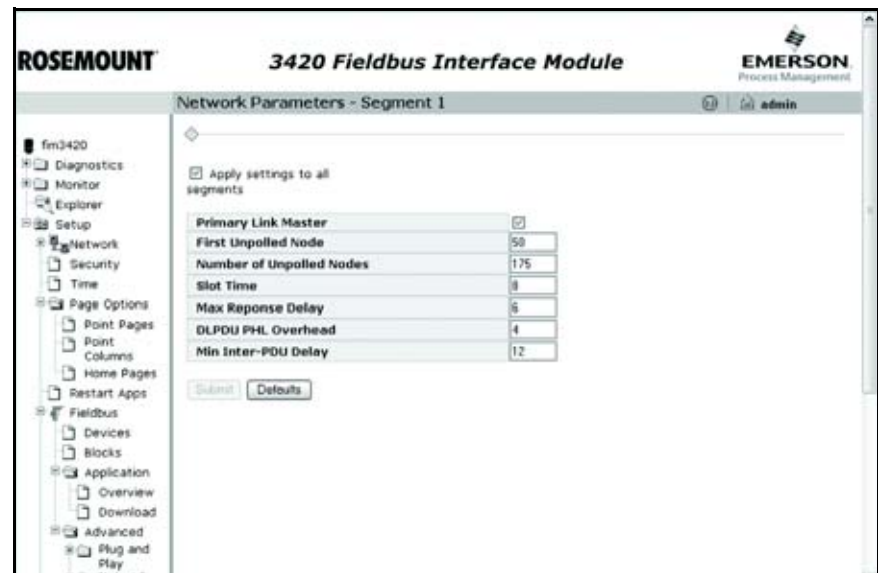 ROSEMOUNT
3420 Fieldbus Interface Module
EMERSON
Process Management
Network Parameters - Segment 1
admin
fim3420
Diagnostics
Monitor
Explorer
Setup
Network
Security
Time
Page Options
Point Pages
Point
Columns
Home Pages
Restart Apps
Fieldbus
Devices
Blocks
Application
Overview
Download
Advanced
Plug and
Play
Apply settings to all
segments
Primary Link Master
First Unpolled Node 50
Number of Unpolled Nodes 175
Slot Time 8
Max Reponse Delay 6
DLPDU PHL Overhead 4
Min Inter-PDU Delay 12
Submit Defaults